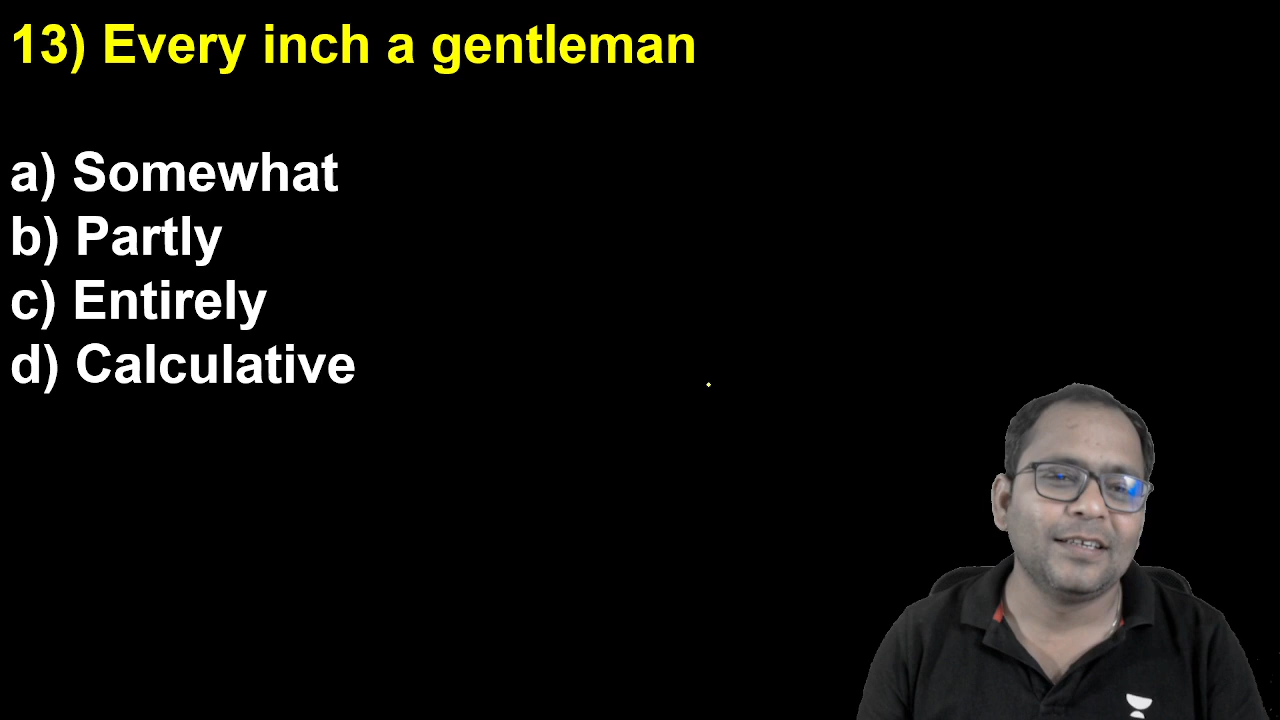 13) Every inch a gentleman
a) Somewhat
b) Partly
c) Entirely
d) Calculative